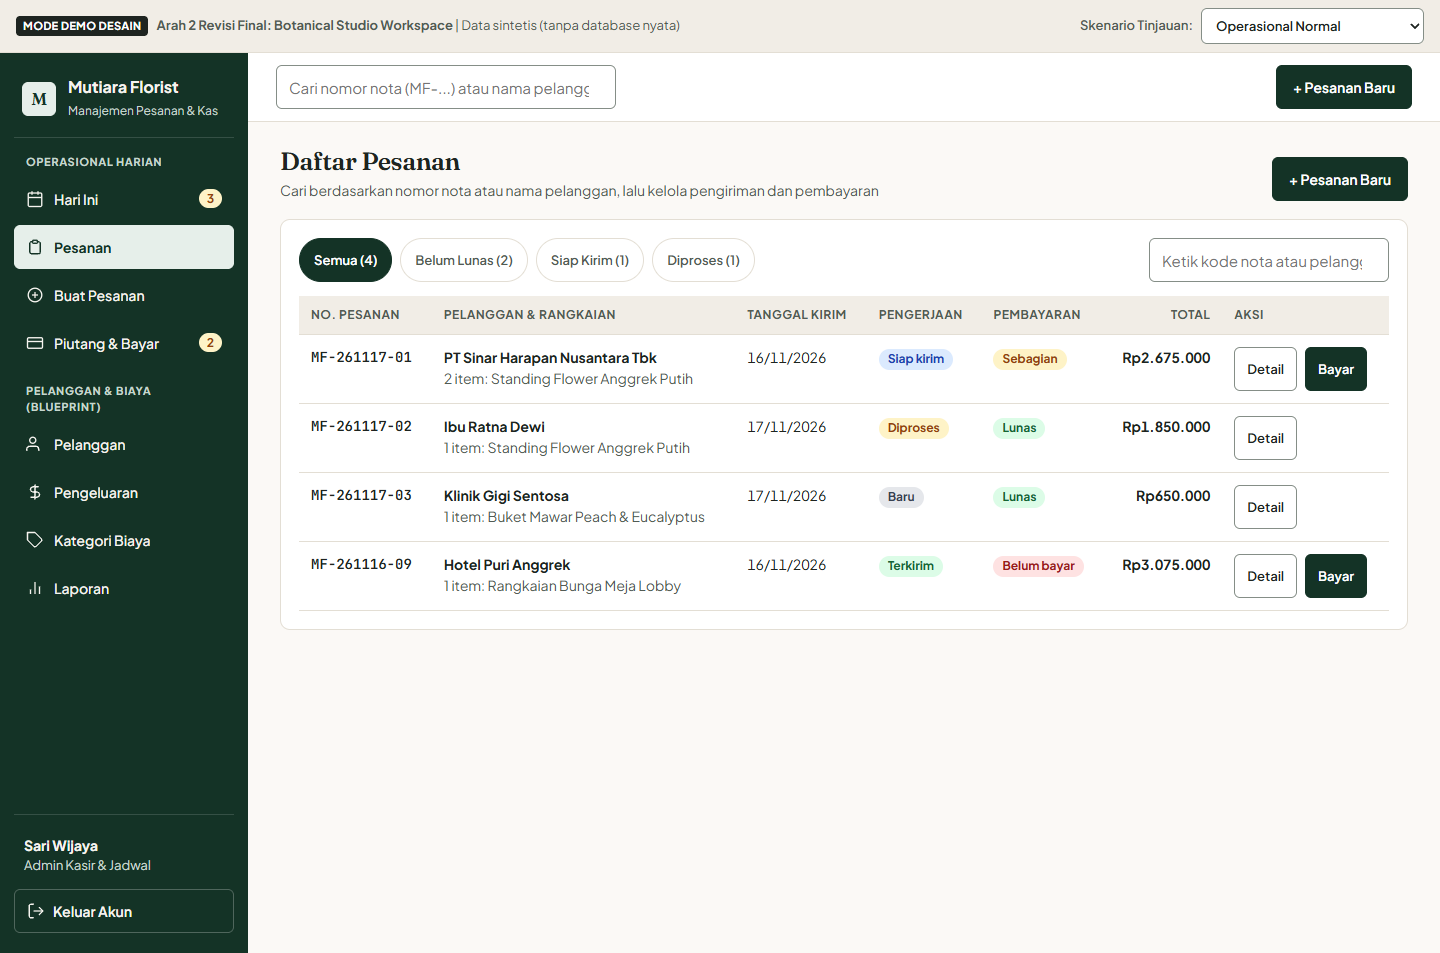 MODE DEMO DESAIN Arah 2 Revisi Final: Botanical Studio Workspace | Data sintetis (tanpa database nyata)
Skenario Tinjauan: Operasional Normal
M Mutiara Florist
Manajemen Pesanan & Kas
OPERASIONAL HARIAN
Hari Ini 3
Pesanan
Buat Pesanan
Piutang & Bayar 2
PELANGGAN & BIAYA
(BLUEPRINT)
Pelanggan
Pengeluaran
Kategori Biaya
Laporan
Sari Wijaya
Admin Kasir & Jadwal
Keluar Akun
Cari nomor nota (MF-...) atau nama pelangg
+ Pesanan Baru
Daftar Pesanan
Cari berdasarkan nomor nota atau nama pelanggan, lalu kelola pengiriman dan pembayaran
+ Pesanan Baru
Semua (4) Belum Lunas (2) Siap Kirim (1) Diproses (1)
Ketik kode nota atau pelangg
NO. PESANAN PELANGGAN & RANGKAIAN TANGGAL KIRIM PENGERJAAN PEMBAYARAN TOTAL AKSI
MF-261117-01 PT Sinar Harapan Nusantara Tbk 16/11/2026 Siap kirim Sebagian Rp2.675.000 Detail Bayar
2 item: Standing Flower Anggrek Putih
MF-261117-02 Ibu Ratna Dewi 17/11/2026 Diproses Lunas Rp1.850.000 Detail
1 item: Standing Flower Anggrek Putih
MF-261117-03 Klinik Gigi Sentosa 17/11/2026 Baru Lunas Rp650.000 Detail
1 item: Buket Mawar Peach & Eucalyptus
MF-261116-09 Hotel Puri Anggrek 16/11/2026 Terkirim Belum bayar Rp3.075.000 Detail Bayar
1 item: Rangkaian Bunga Meja Lobby